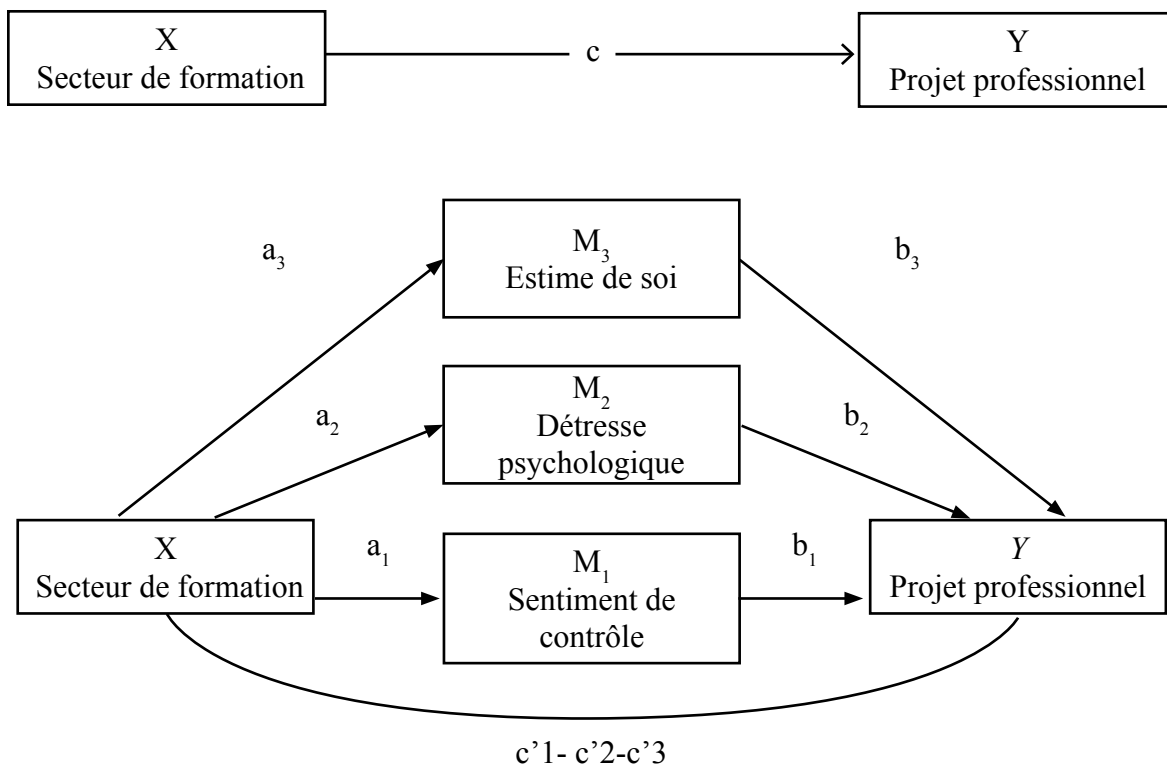 X
Secteur de formation
c
Y
Projet professionnel
a₃
M₃
Estime de soi
b₃
a₂
M₂
Détresse
psychologique
b₂
X
Secteur de formation
a₁
M₁
Sentiment de
contrôle
b₁
Y
Projet professionnel
c’1- c’2-c’3